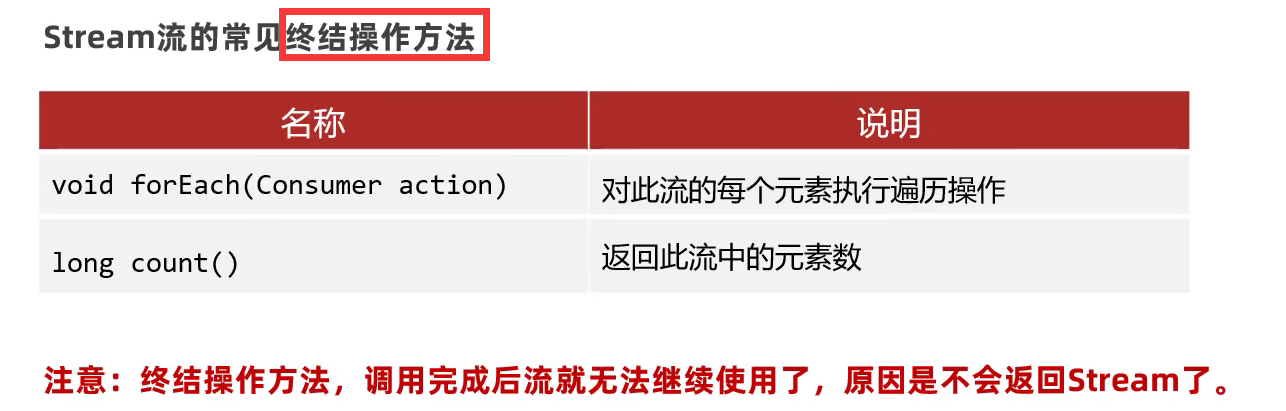 Stream流的常见终结操作方法
名称 说明
void forEach(Consumer action) 对此流的每个元素执行遍历操作
long count() 返回此流中的元素数
注意：终结操作方法，调用完成后流就无法继续使用了，原因是不会返回Stream了。